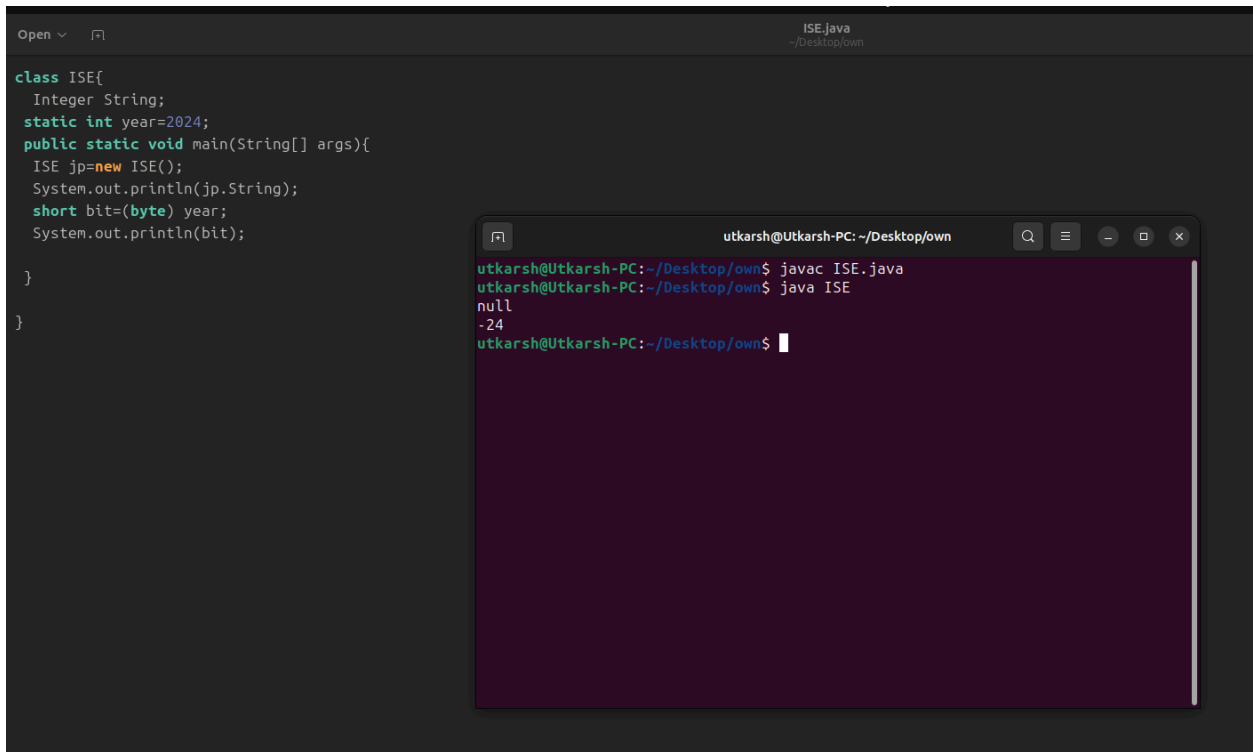 Open
ISE.java
~/Desktop/own
class ISE{
Integer String;
static int year=2024;
public static void main(String[] args){
ISE jp=new ISE();
System.out.println(jp.String);
short bit=(byte) year;
System.out.println(bit);
}
}
utkarsh@Utkarsh-PC: ~/Desktop/own
utkarsh@Utkarsh-PC:~/Desktop/own$ javac ISE.java
utkarsh@Utkarsh-PC:~/Desktop/own$ java ISE
null
-24
utkarsh@Utkarsh-PC:~/Desktop/own$